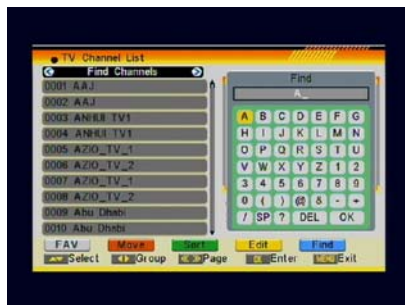 TV Channel List
Find Channels
0001 AAJ
0002 AAJ
0003 ANHUI TV1
0004 ANHUI TV1
0005 AZIO_TV_1
0006 AZIO_TV_2
0007 AZIO_TV_1
0008 AZIO_TV_2
0009 Abu Dhabi
0010 Abu Dhabi
Find
A_
A B C D E F G
H I J K L M N
O P Q R S T U
V W X Y Z 1 2
3 4 5 6 7 8 9
0 ( ) @ & - +
/ SP ? DEL OK
FAV Move Sort Edit Find
Select Group Page Enter MENU Exit